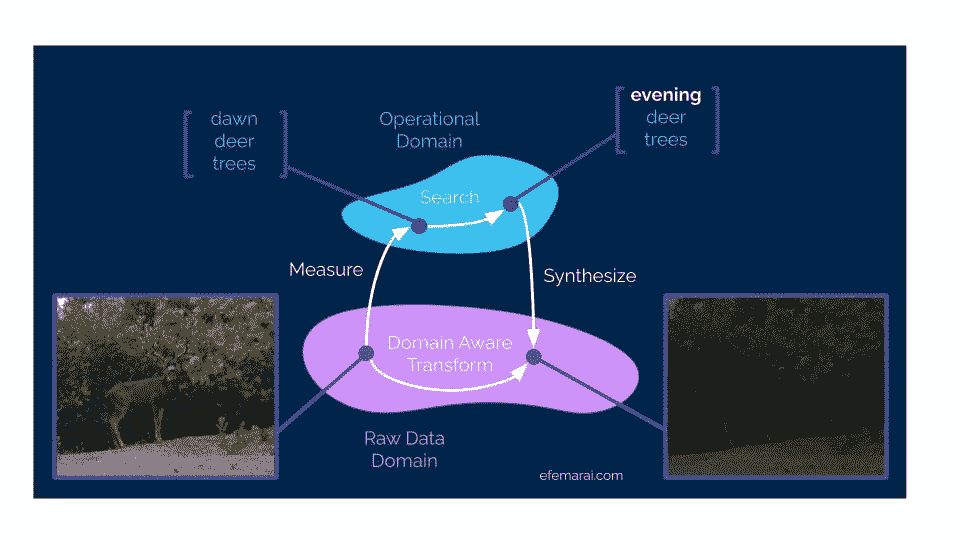 dawn
deer
trees
Operational
Domain
evening
deer
trees
Search
Measure
Synthesize
Domain Aware
Transform
Raw Data
Domain
efemarai.com